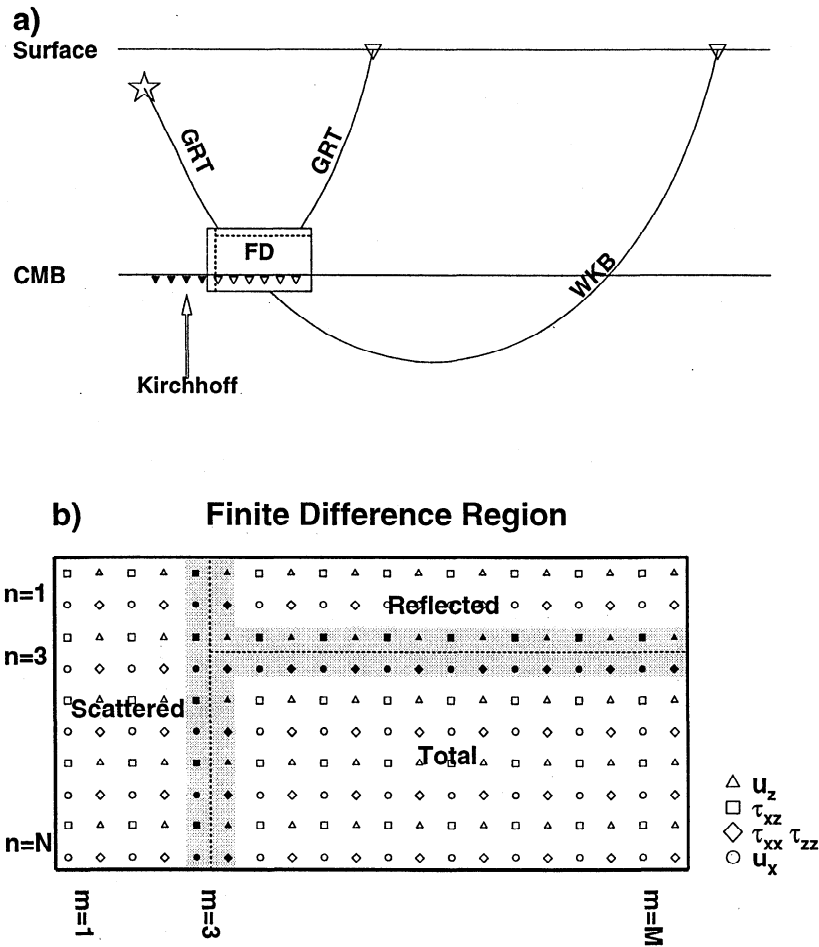 a)
Surface
GRT
GRT
FD
CMB
WKB
Kirchhoff
b) Finite Difference Region
n=1
Reflected
n=3
Scattered
Total
n=N
u_z
τ_xz
τ_xx τ_zz
u_x
m=1
m=3
m=M